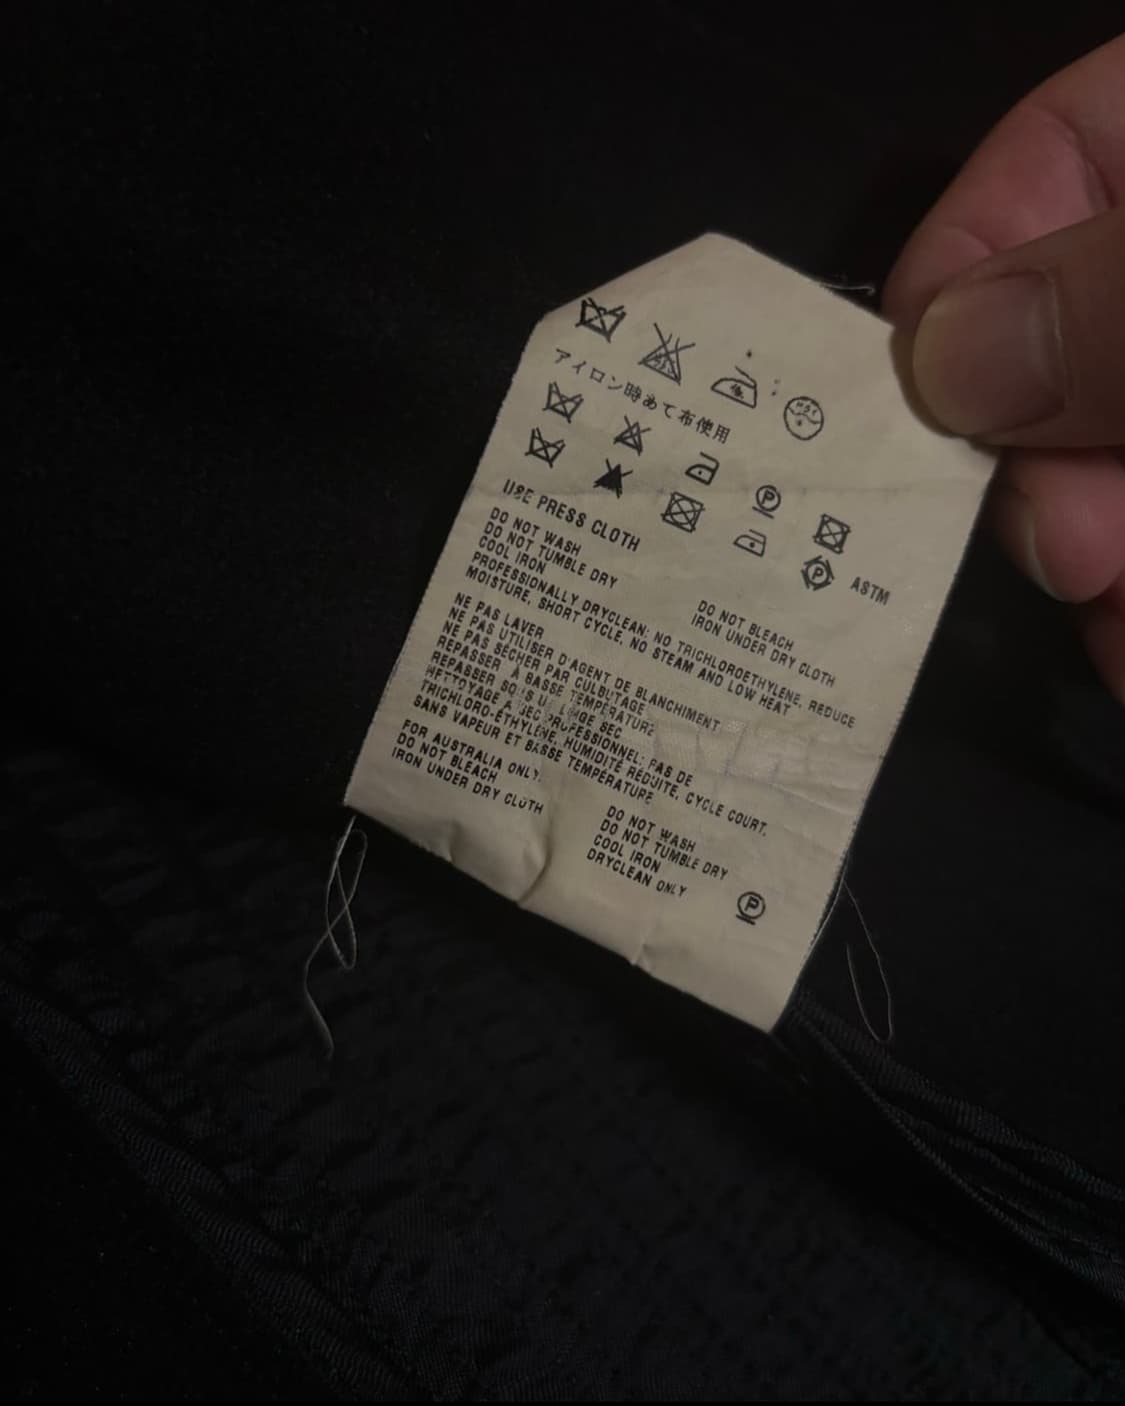 アイロン時あて布使用
ASTM
USE PRESS CLOTH
DO NOT WASH
DO NOT TUMBLE DRY
COOL IRON
DO NOT BLEACH
IRON UNDER DRY CLOTH
PROFESSIONALLY DRYCLEAN; NO TRICHLOROETHYLENE, REDUCE
MOISTURE, SHORT CYCLE, NO STEAM AND LOW HEAT
NE PAS LAVER
NE PAS UTILISER D'AGENT DE BLANCHIMENT
NE PAS SÉCHER PAR CULBUTAGE
REPASSER À BASSE TEMPÉRATURE
REPASSER SOUS UN LINGE SEC
NETTOYAGE À SEC PROFESSIONNEL; PAS DE
TRICHLORO-ÉTHYLÈNE, HUMIDITÉ RÉDUITE, CYCLE COURT,
SANS VAPEUR ET BASSE TEMPÉRATURE
FOR AUSTRALIA ONLY:
DO NOT BLEACH
IRON UNDER DRY CLOTH
DO NOT WASH
DO NOT TUMBLE DRY
COOL IRON
DRYCLEAN ONLY
P